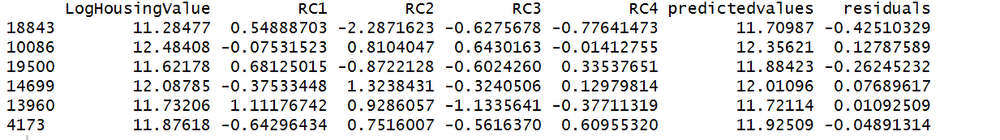 LogHousingValue RC1 RC2 RC3 RC4 predictedvalues residuals
18843 11.28477 0.54888703 -2.2871623 -0.6275678 -0.77641473 11.70987 -0.42510329
10086 12.48408 -0.07531523 0.8104047 0.6430163 -0.01412755 12.35621 0.12787589
19500 11.62178 0.68125015 -0.8722128 -0.6024260 0.33537651 11.88423 -0.26245232
14699 12.08785 -0.37533448 1.3238431 -0.3240506 0.12979814 12.01096 0.07689617
13960 11.73206 1.11176742 0.9286057 -1.1335641 -0.37711319 11.72114 0.01092509
4173 11.87618 -0.64296434 0.7516007 -0.5616370 0.60955320 11.92509 -0.04891314